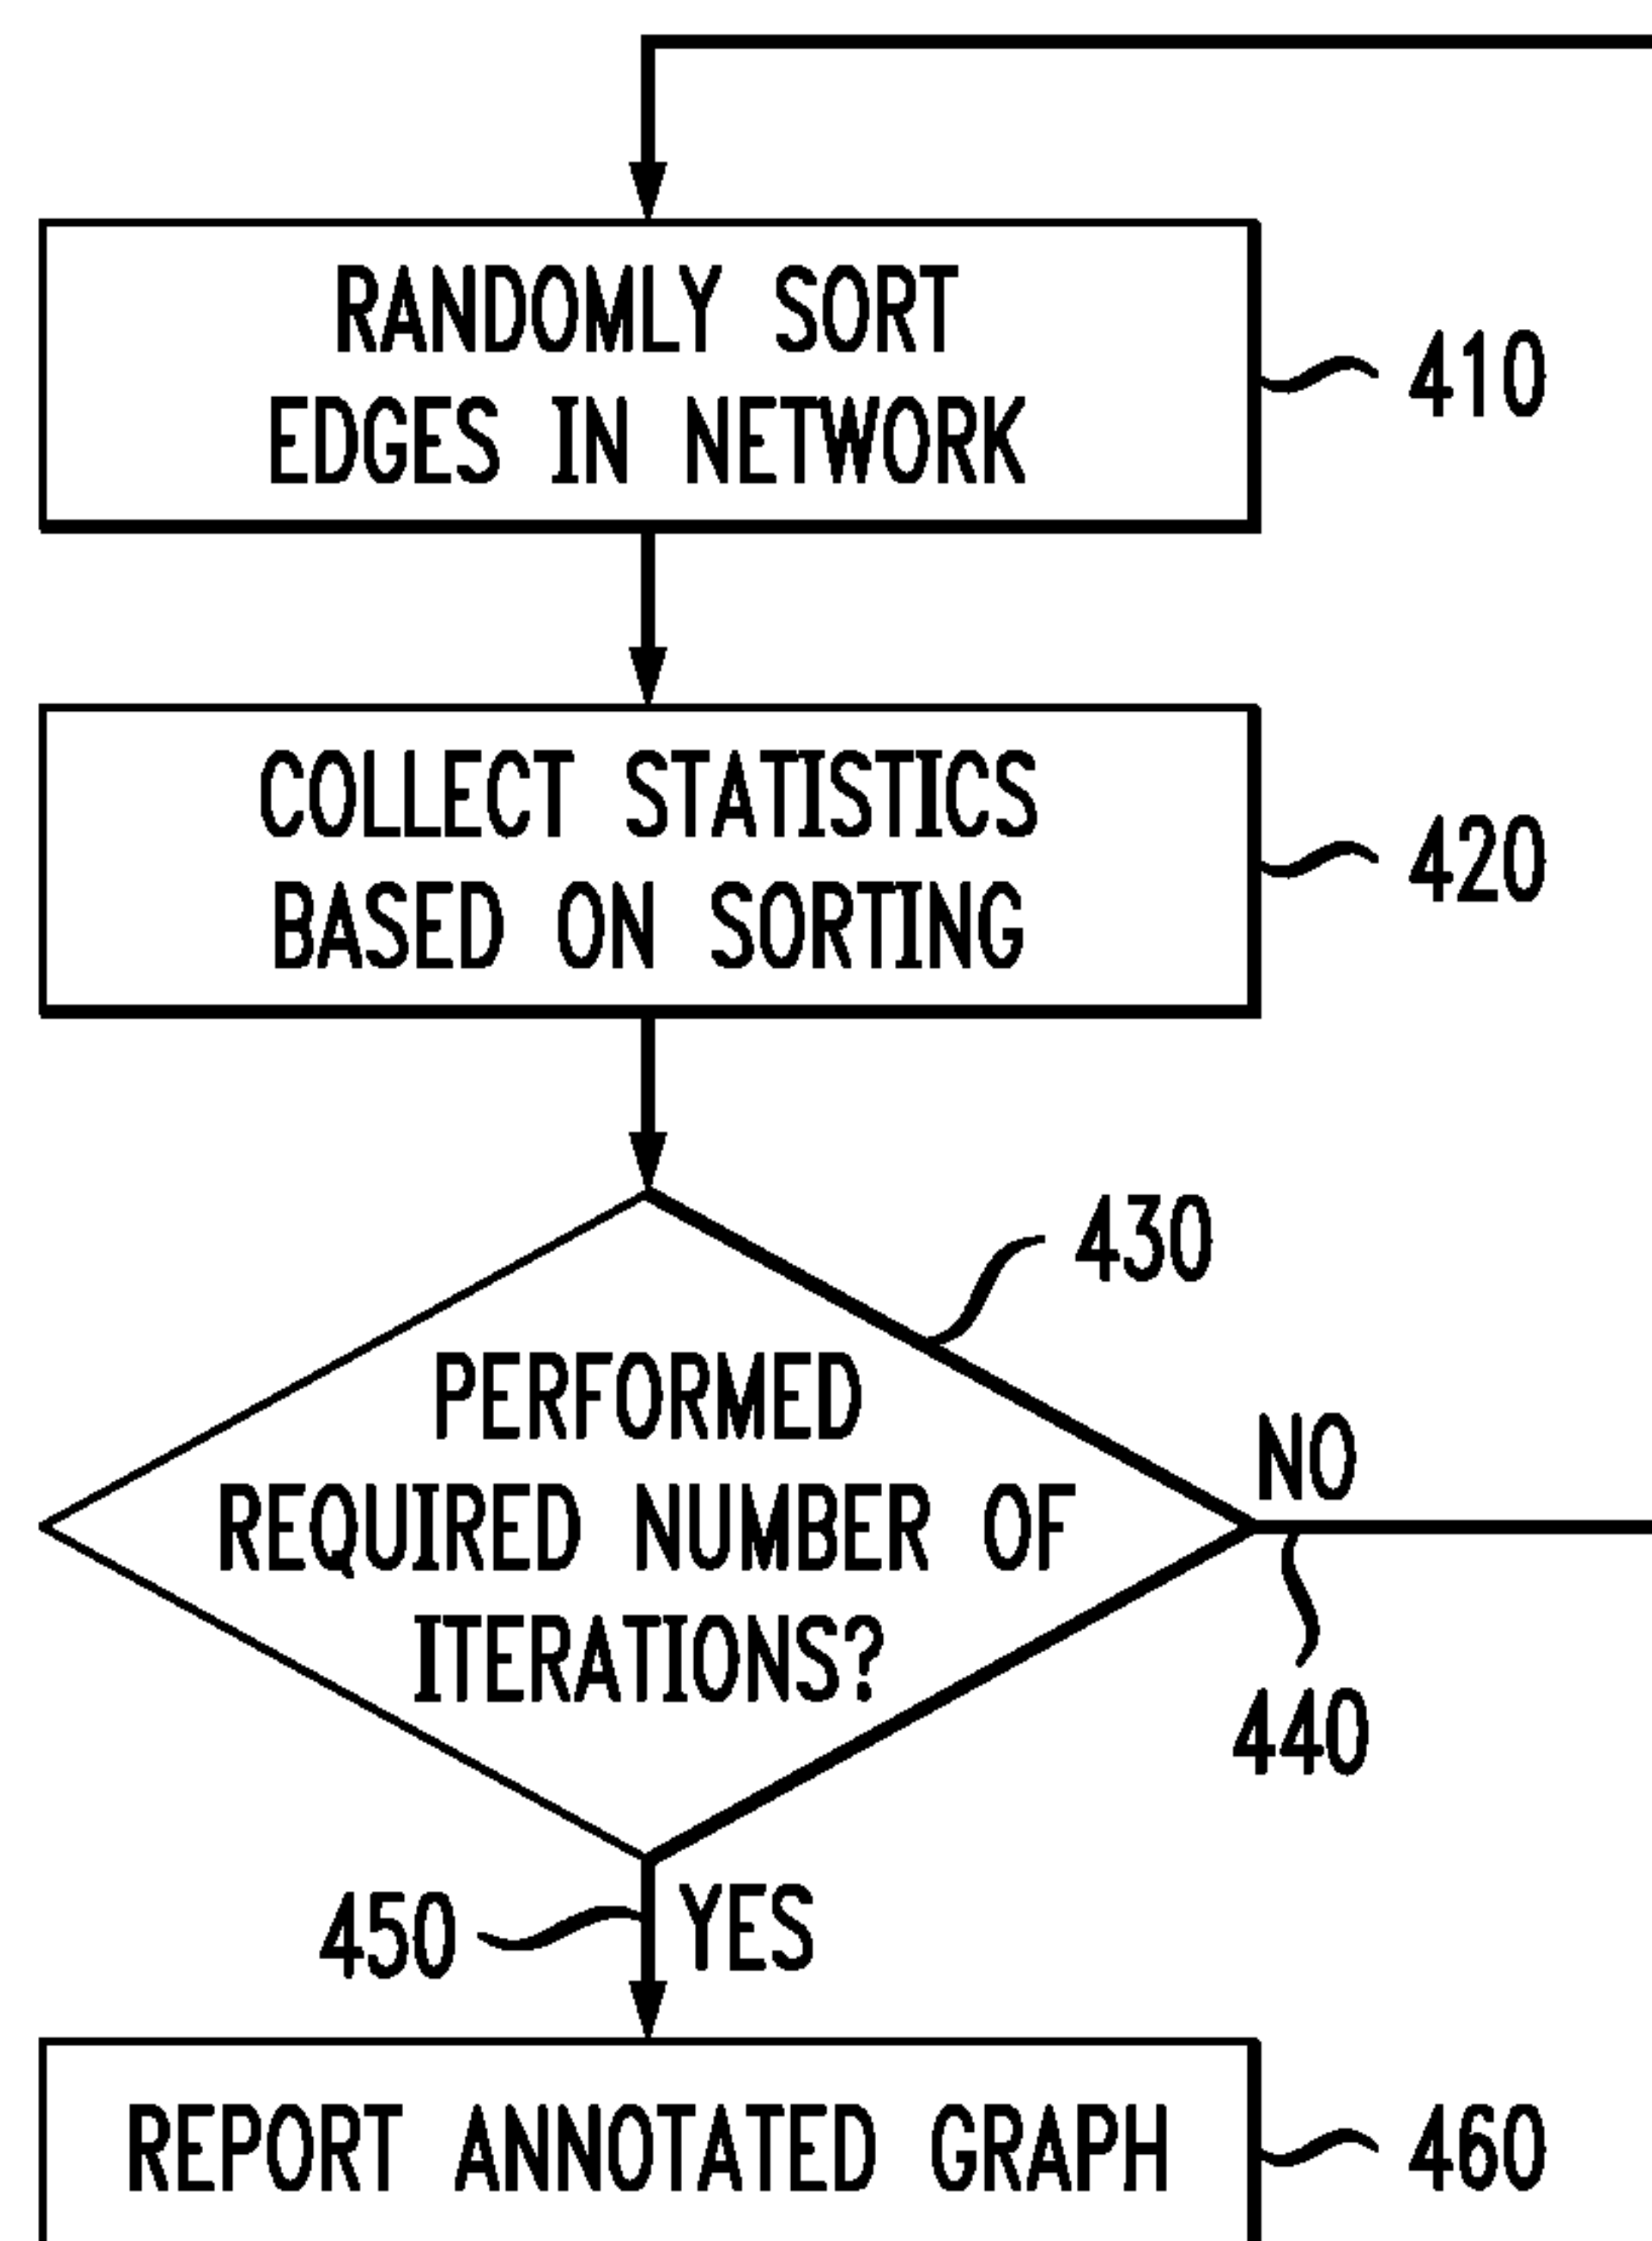 RANDOMLY SORT
EDGES IN NETWORK
410
COLLECT STATISTICS
BASED ON SORTING
420
430
PERFORMED
REQUIRED NUMBER OF
ITERATIONS?
NO
440
450
YES
REPORT ANNOTATED GRAPH
460